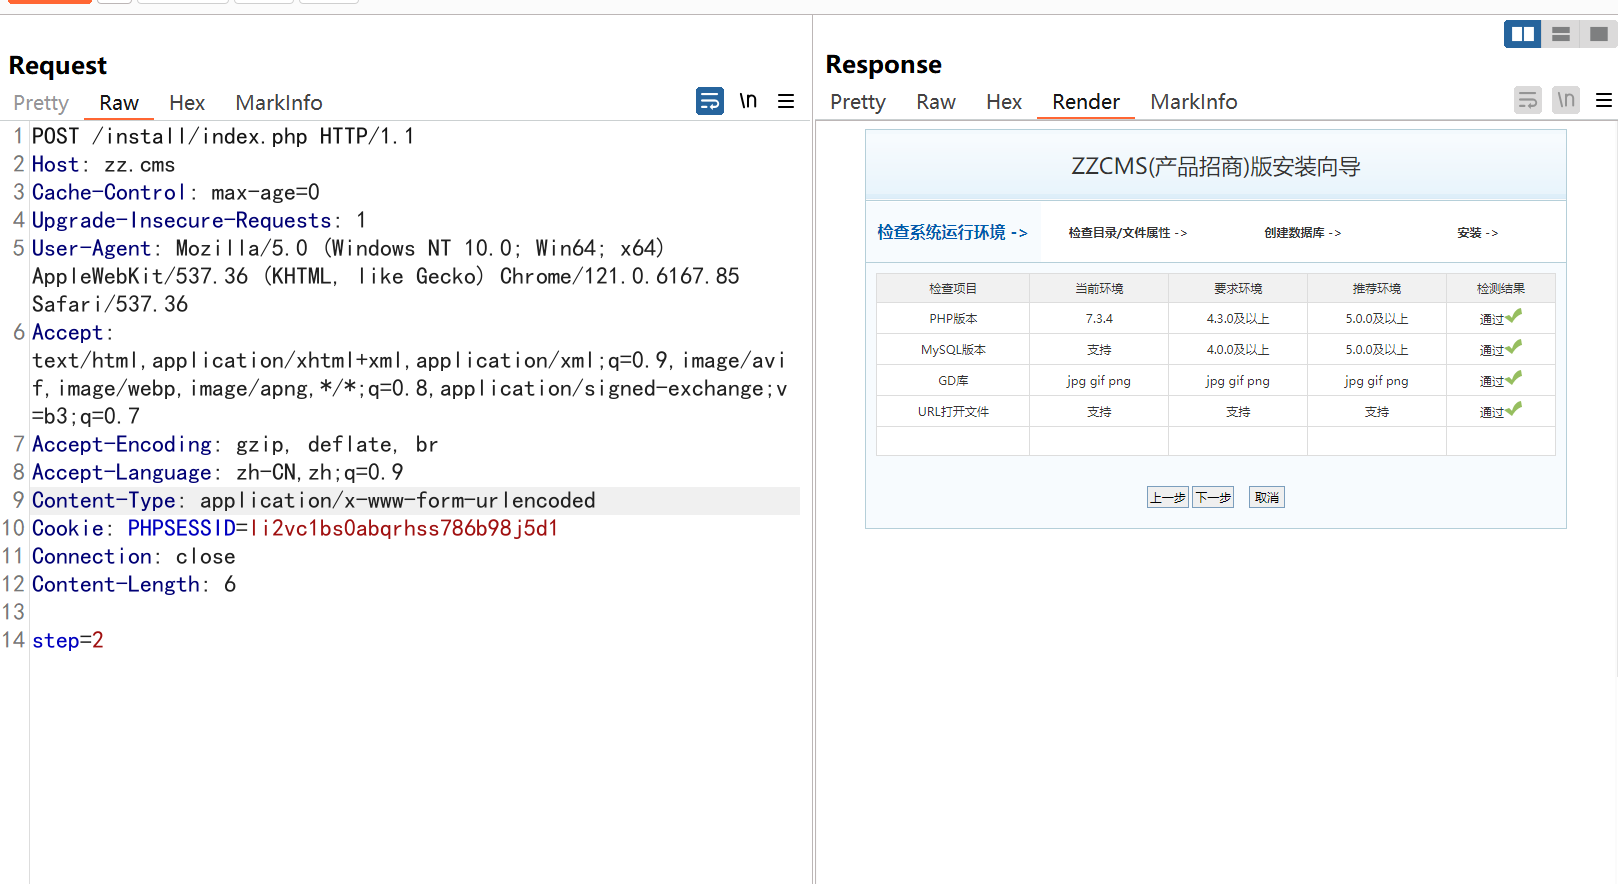 Request
Pretty Raw Hex MarkInfo \n
1 POST /install/index.php HTTP/1.1
2 Host: zz.cms
3 Cache-Control: max-age=0
4 Upgrade-Insecure-Requests: 1
5 User-Agent: Mozilla/5.0 (Windows NT 10.0; Win64; x64)
AppleWebKit/537.36 (KHTML, like Gecko) Chrome/121.0.6167.85
Safari/537.36
6 Accept:
text/html,application/xhtml+xml,application/xml;q=0.9,image/avi
f,image/webp,image/apng,*/*;q=0.8,application/signed-exchange;v
=b3;q=0.7
7 Accept-Encoding: gzip, deflate, br
8 Accept-Language: zh-CN,zh;q=0.9
9 Content-Type: application/x-www-form-urlencoded
10 Cookie: PHPSESSID=li2vc1bs0abqrhss786b98j5d1
11 Connection: close
12 Content-Length: 6
13
14 step=2
Response
Pretty Raw Hex Render MarkInfo \n
ZZCMS(产品招商)版安装向导
检查系统运行环境 -> 检查目录/文件属性 -> 创建数据库 -> 安装 ->
检查项目 当前环境 要求环境 推荐环境 检测结果
PHP版本 7.3.4 4.3.0及以上 5.0.0及以上 通过
MySQL版本 支持 4.0.0及以上 5.0.0及以上 通过
GD库 jpg gif png jpg gif png jpg gif png 通过
URL打开文件 支持 支持 支持 通过
上一步 下一步 取消